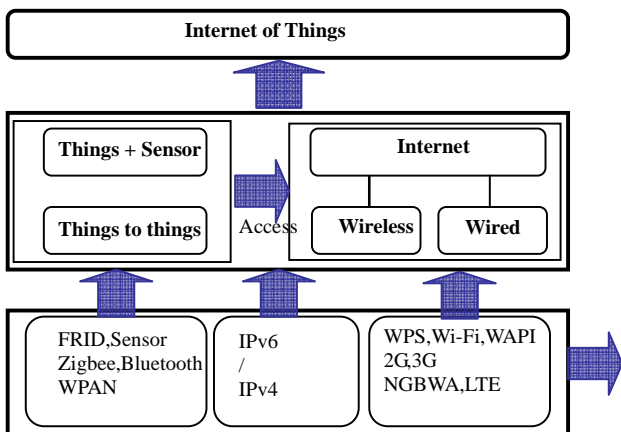 Internet of Things
Things + Sensor
Things to things
Access
Internet
Wireless
Wired
FRID,Sensor
Zigbee,Bluetooth
WPAN
IPv6
/
IPv4
WPS,Wi-Fi,WAPI
2G,3G
NGBWA,LTE